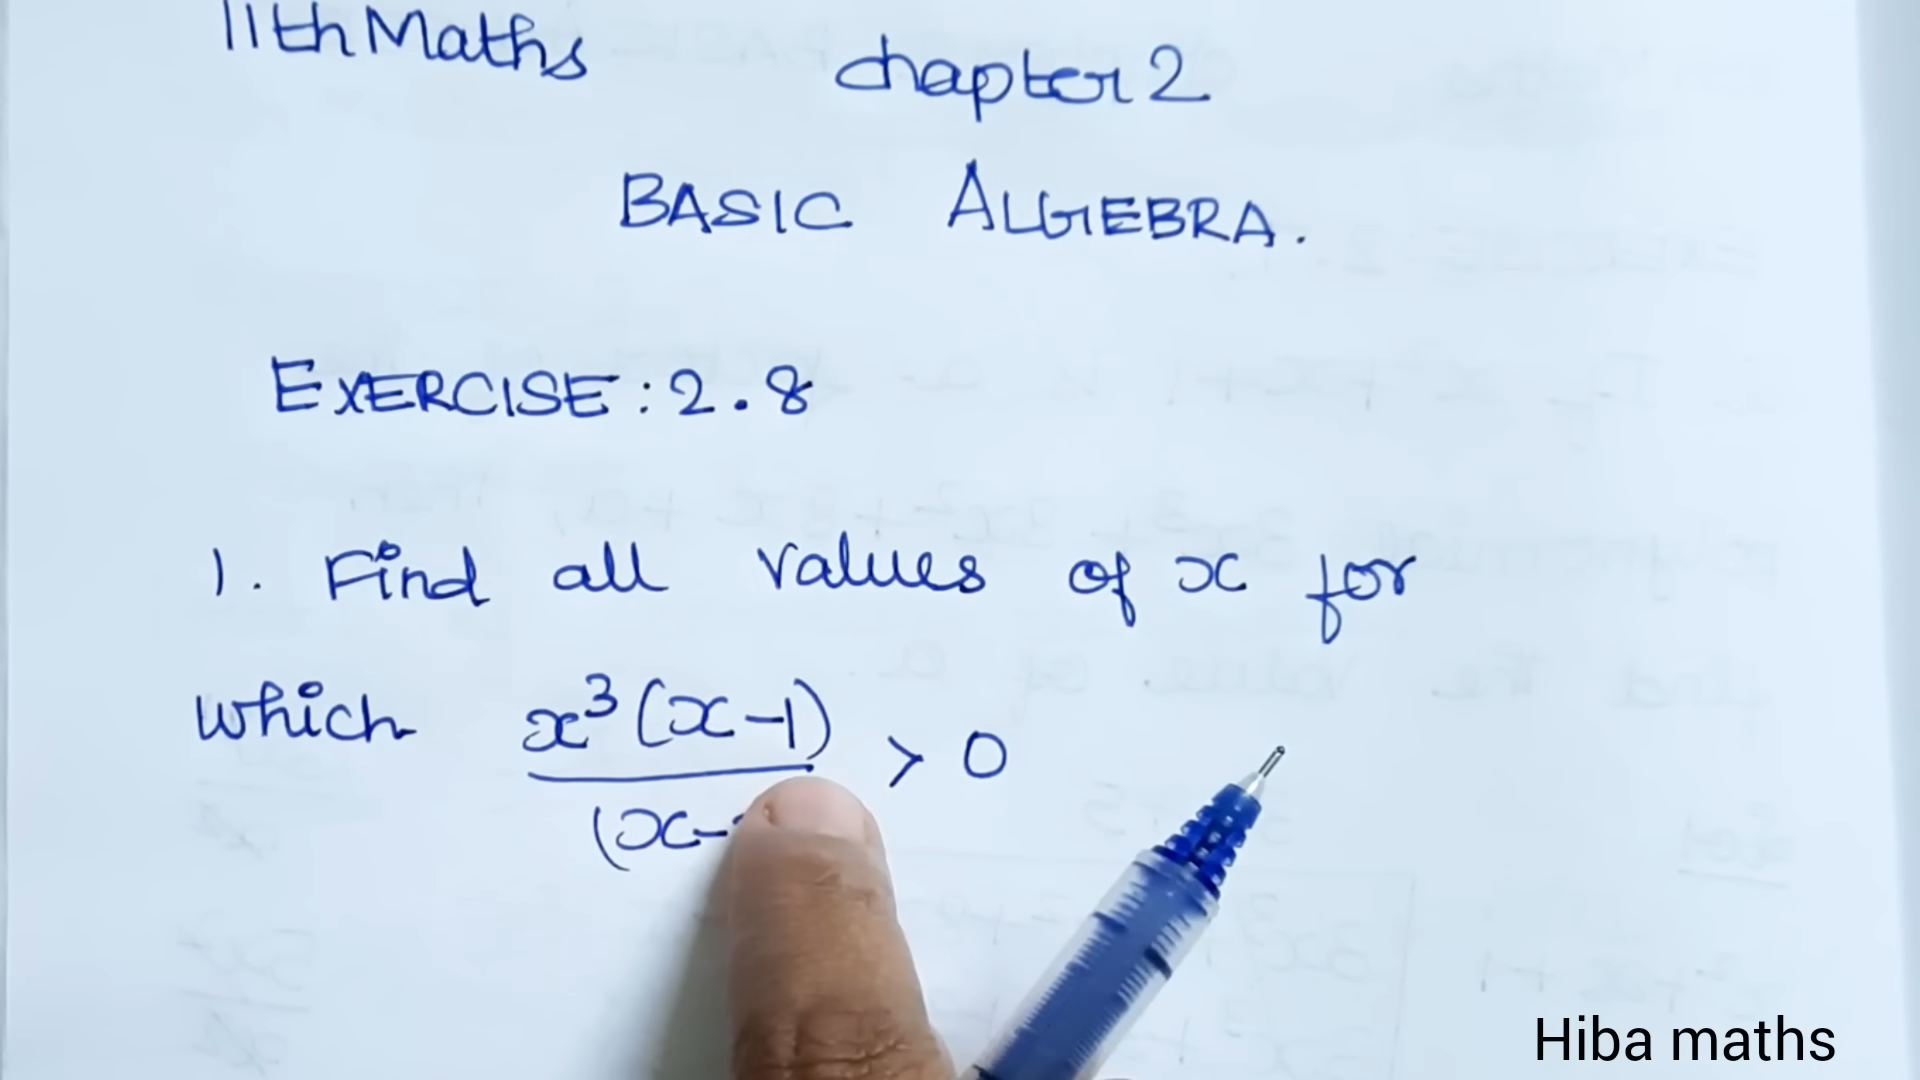 11th Maths chapter 2
BASIC ALGEBRA.
EXERCISE: 2.8
1. Find all values of x for
which x³(x-1) > 0
(x-
Hiba maths